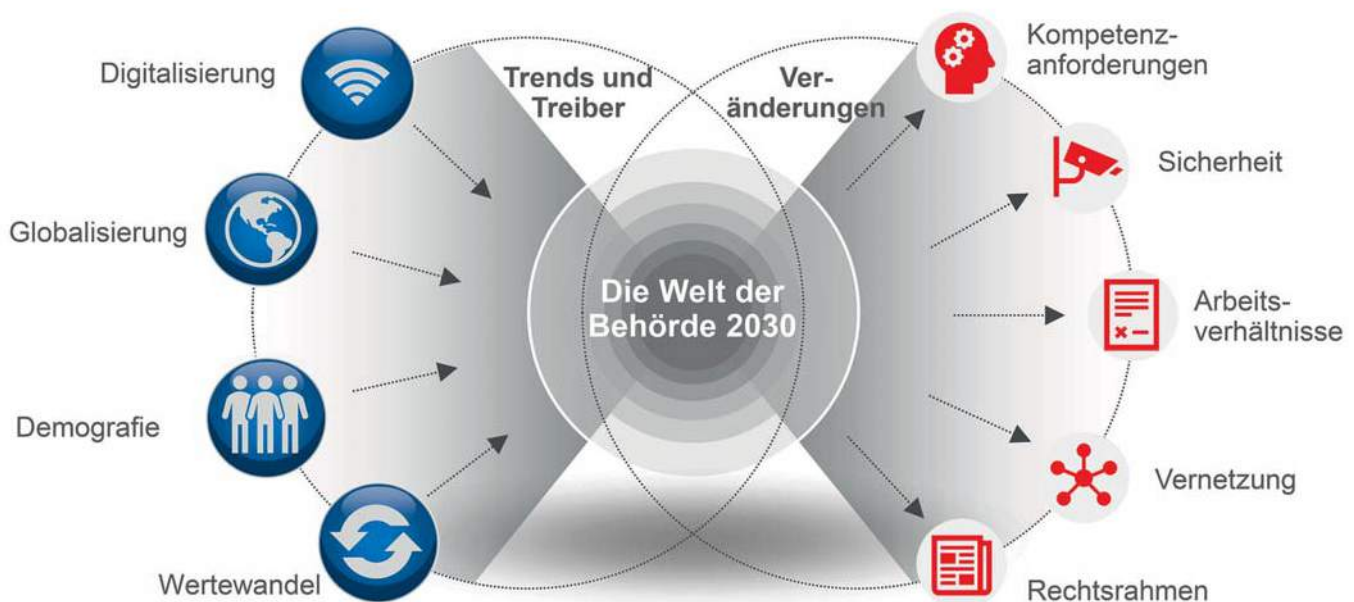 Digitalisierung
Globalisierung
Demografie
Wertewandel
Trends und
Treiber
Ver-
änderungen
Die Welt der
Behörde 2030
Kompetenz-
anforderungen
Sicherheit
Arbeits-
verhältnisse
Vernetzung
Rechtsrahmen